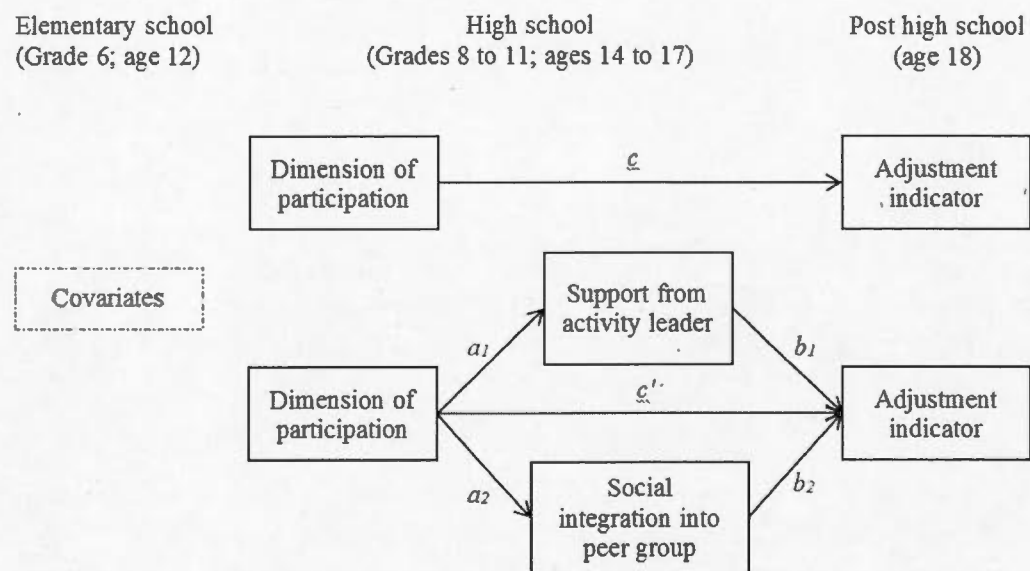 Elementary school
(Grade 6; age 12)
High school
(Grades 8 to 11; ages 14 to 17)
Post high school
(age 18)
Dimension of
participation
c
Adjustment
indicator
Covariates
Support from
activity leader
a1
b1
Dimension of
participation
c'
Adjustment
indicator
a2
b2
Social
integration into
peer group